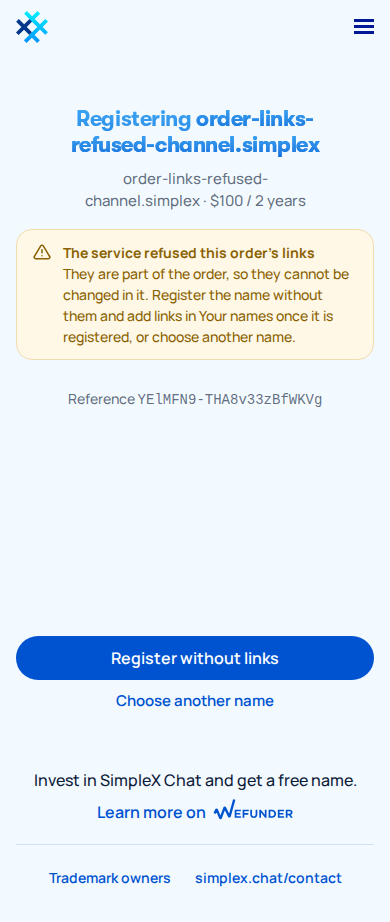 Registering order-links-
refused-channel.simplex
order-links-refused-
channel.simplex · $100 / 2 years
The service refused this order's links
They are part of the order, so they cannot be
changed in it. Register the name without
them and add links in Your names once it is
registered, or choose another name.
Reference YElMFN9-THA8v33zBfWKVg
Register without links
Choose another name
Invest in SimpleX Chat and get a free name.
Learn more on WEFUNDER
Trademark owners simplex.chat/contact